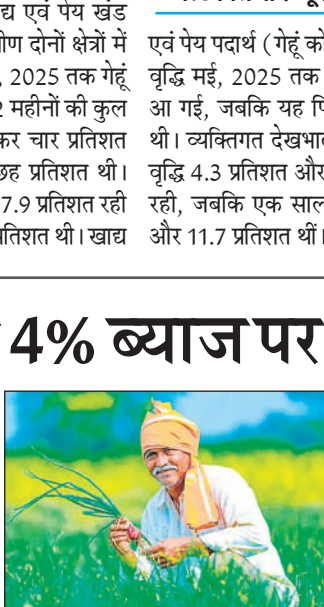 एवं पेय खंड
ग्रामीण दोनों क्षेत्रों में
, 2025 तक गेहूं
महीनों की कुल
चार प्रतिशत
छह प्रतिशत थी।
7.9 प्रतिशत रही
प्रतिशत थी। खाद्य
एवं पेय पदार्थ (गेहूं को
वृद्धि मई, 2025 तक
आ गई, जबकि यह
थी। व्यक्तिगत
वृद्धि 4.3 प्रतिशत और
रही, जबकि एक साल
और 11.7 प्रतिशत थीं।
4% ब्याज पर